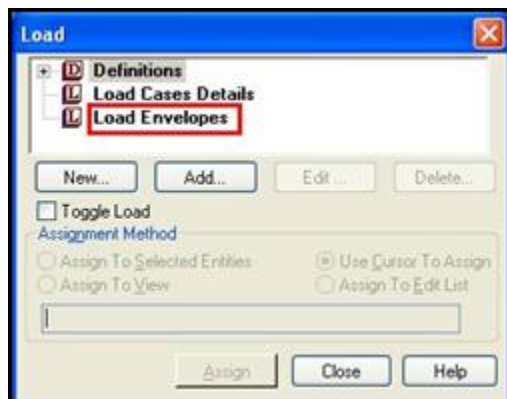 Load
Definitions
Load Cases Details
Load Envelopes
New... Add... Edit ... Delete...
Toggle Load
Assignment Method
Assign To Selected Entities Use Cursor To Assign
Assign To View Assign To Edit List
Assign Close Help